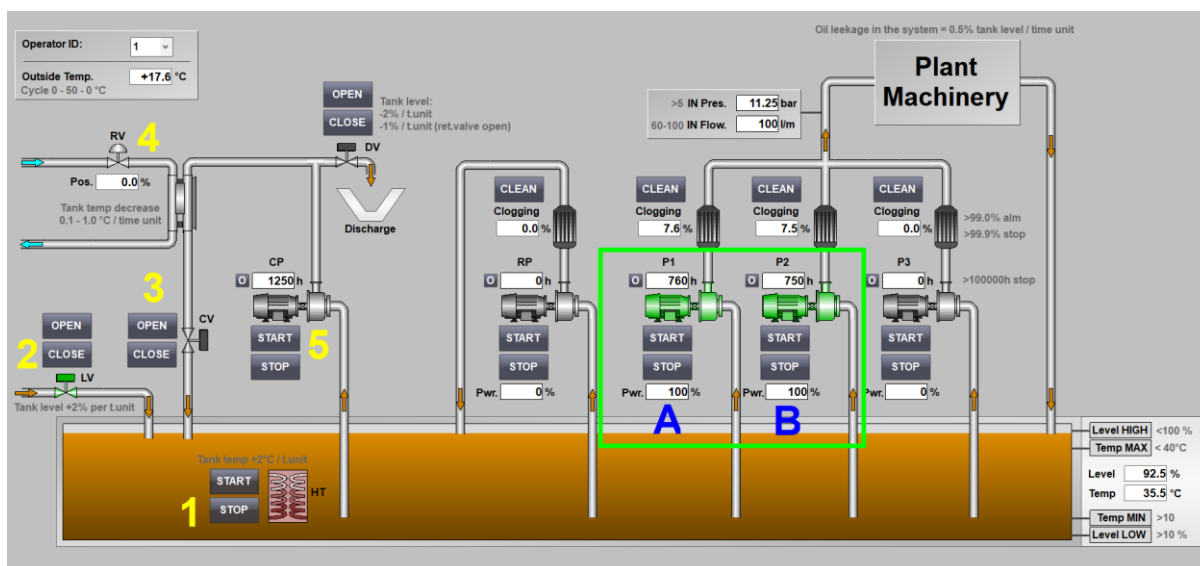 Oil leakage in the system = 0.5% tank level / time unit
Operator ID: 1
Outside Temp. +17.6 °C
Cycle 0 - 50 - 0 °C
OPEN
CLOSE
Tank level:
-2% / t.unit
-1% / t.unit (ret.valve open)
DV
Discharge
Plant
Machinery
>5 IN Pres. 11.25 bar
60-100 IN Flow. 100 l/m
4
RV
Pos. 0.0 %
Tank temp decrease
0.1 - 1.0 °C / time unit
CLEAN
Clogging
0.0 %
CLEAN
Clogging
7.6 %
CLEAN
Clogging
7.5 %
CLEAN
Clogging
0.0 %
>99.0% alm
>99.9% stop
3
OPEN
CLOSE
CV
2
OPEN
CLOSE
LV
Tank level +2% per t.unit
CP
O 1250 h
START
STOP
5
RP
O 0 h
START
STOP
Pwr. 0 %
P1
O 760 h
START
STOP
Pwr. 100 %
A
P2
O 750 h
START
STOP
Pwr. 100 %
B
P3
O 0 h
>100000h stop
START
STOP
Pwr. 0 %
Tank temp +2°C / t.unit
1
START
STOP
HT
Level HIGH <100 %
Temp MAX < 40°C
Level 92.5 %
Temp 35.5 °C
Temp MIN >10
Level LOW >10 %